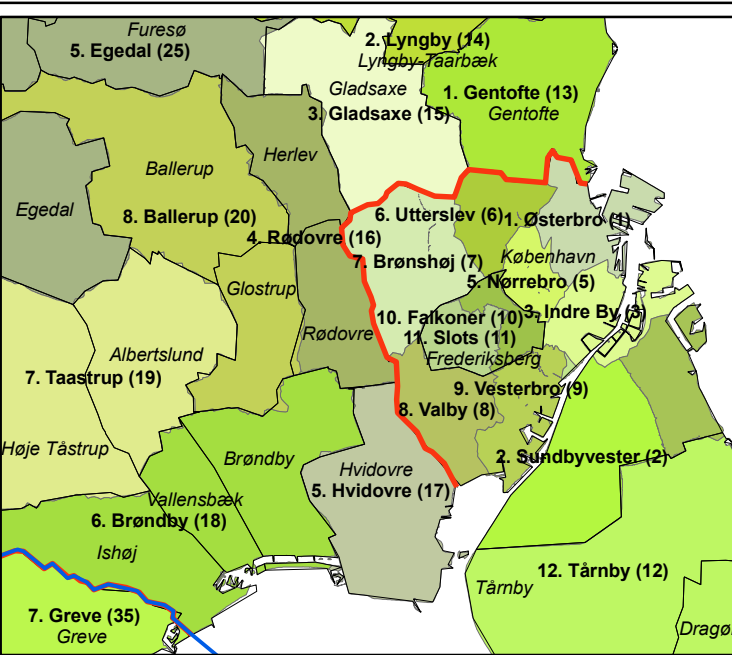 Furesø
5. Egedal (25)
2. Lyngby (14)
Lyngby-Taarbæk
Gladsaxe
3. Gladsaxe (15)
1. Gentofte (13)
Gentofte
Herlev
Ballerup
8. Ballerup (20)
Egedal
4. Rødovre (16)
6. Utterslev (6)
1. Østerbro (1)
København
7. Brønshøj (7)
5. Nørrebro (5)
Glostrup
3. Indre By (3)
10. Falkoner (10)
11. Slots (11)
Frederiksberg
Rødovre
Albertslund
7. Taastrup (19)
9. Vesterbro (9)
8. Valby (8)
Høje Tåstrup
Brøndby
Hvidovre
5. Hvidovre (17)
2. Sundbyvester (2)
Vallensbæk
6. Brøndby (18)
Ishøj
12. Tårnby (12)
Tårnby
7. Greve (35)
Greve